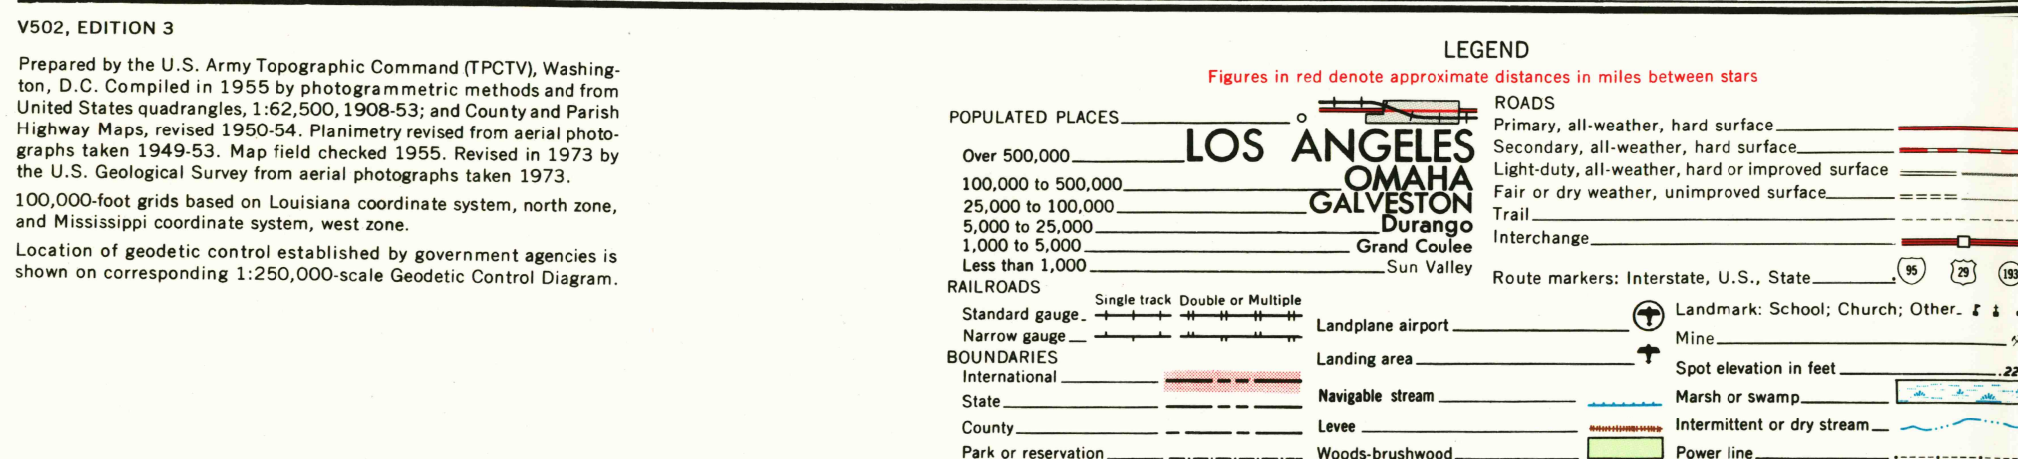 V502, EDITION 3
Prepared by the U.S. Army Topographic Command (TPCTV), Washing-
ton, D.C. Compiled in 1955 by photogrammetric methods and from
United States quadrangles, 1:62,500, 1908-53; and County and Parish
Highway Maps, revised 1950-54. Planimetry revised from aerial photo-
graphs taken 1949-53. Map field checked 1955. Revised in 1973 by
the U.S. Geological Survey from aerial photographs taken 1973.
100,000-foot grids based on Louisiana coordinate system, north zone,
and Mississippi coordinate system, west zone.
Location of geodetic control established by government agencies is
shown on corresponding 1:250,000-scale Geodetic Control Diagram.
LEGEND
Figures in red denote approximate distances in miles between stars
POPULATED PLACES
Over 500,000 LOS ANGELES
100,000 to 500,000 OMAHA
25,000 to 100,000 GALVESTON
5,000 to 25,000 Durango
1,000 to 5,000 Grand Coulee
Less than 1,000 Sun Valley
RAILROADS
Single track Double or Multiple
Standard gauge
Narrow gauge
BOUNDARIES
International
State
County
Park or reservation
Landplane airport
Landing area
Navigable stream
Levee
Woods-brushwood
ROADS
Primary, all-weather, hard surface
Secondary, all-weather, hard surface
Light-duty, all-weather, hard or improved surface
Fair or dry weather, unimproved surface
Trail
Interchange
Route markers: Interstate, U.S., State 95 29 193
Landmark: School; Church; Other
Mine
Spot elevation in feet .22
Marsh or swamp
Intermittent or dry stream
Power line